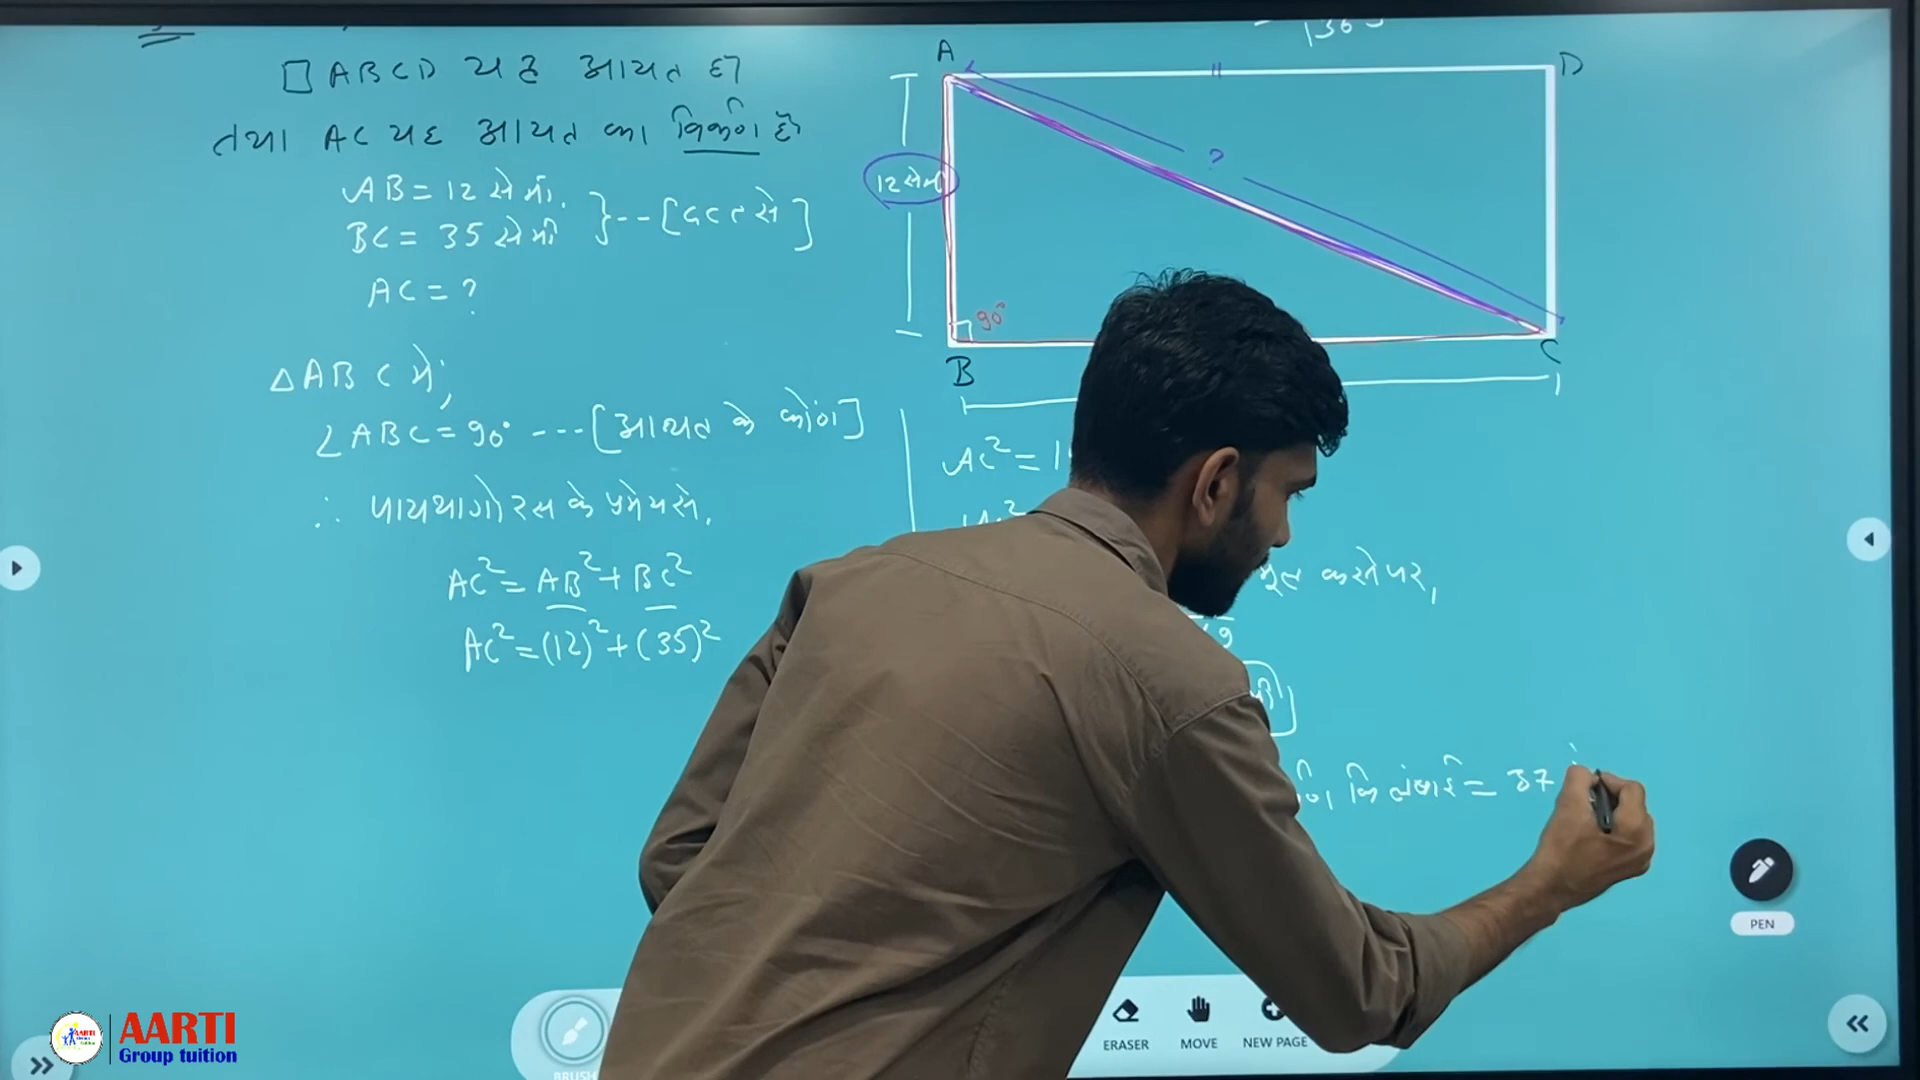 □ ABCD यह आयत है
तथा AC यह आयत का विकर्ण है
AB = 12 सेमी.
BC = 35 सेमी } --- [दत्त से]
AC = ?
△ABC में,
∠ABC = 90° --- [आयत के कोण]
∴ पायथागोरस के प्रमेय से,
AC² = AB² + BC²
AC² = (12)² + (35)²
A
D
12 सेमी
?
90°
B
C
AC² = 1
करने पर,
कि लंबाई = 37
PEN
ERASER
MOVE
NEW PAGE
BRUSH
AARTI
Group tuition